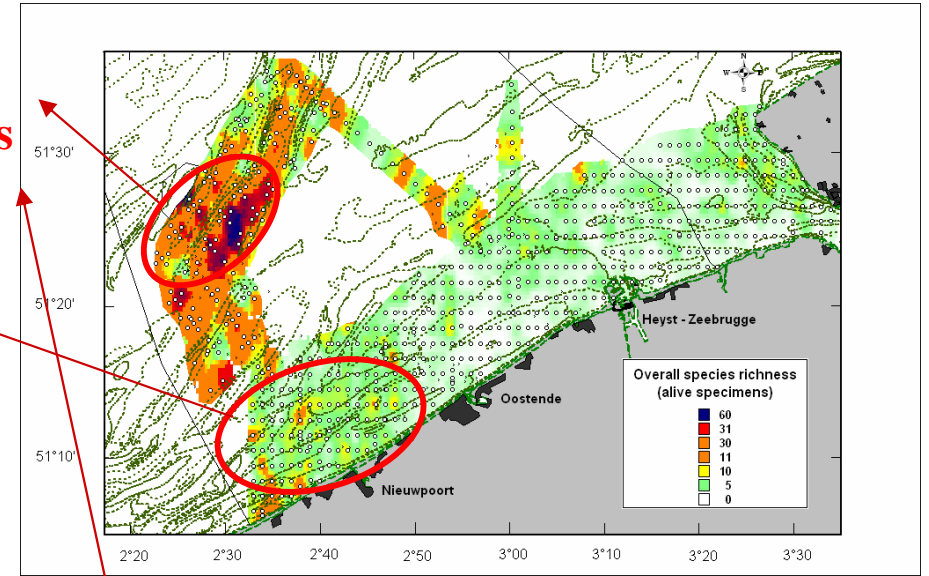 N
W E
S
s
51°30'
51°20'
51°10'
Heyst - Zeebrugge
Oostende
Nieuwpoort
Overall species richness
(alive specimens)
60
31
30
11
10
5
0
2°20 2°30 2°40 2°50 3°00 3°10 3°20 3°30